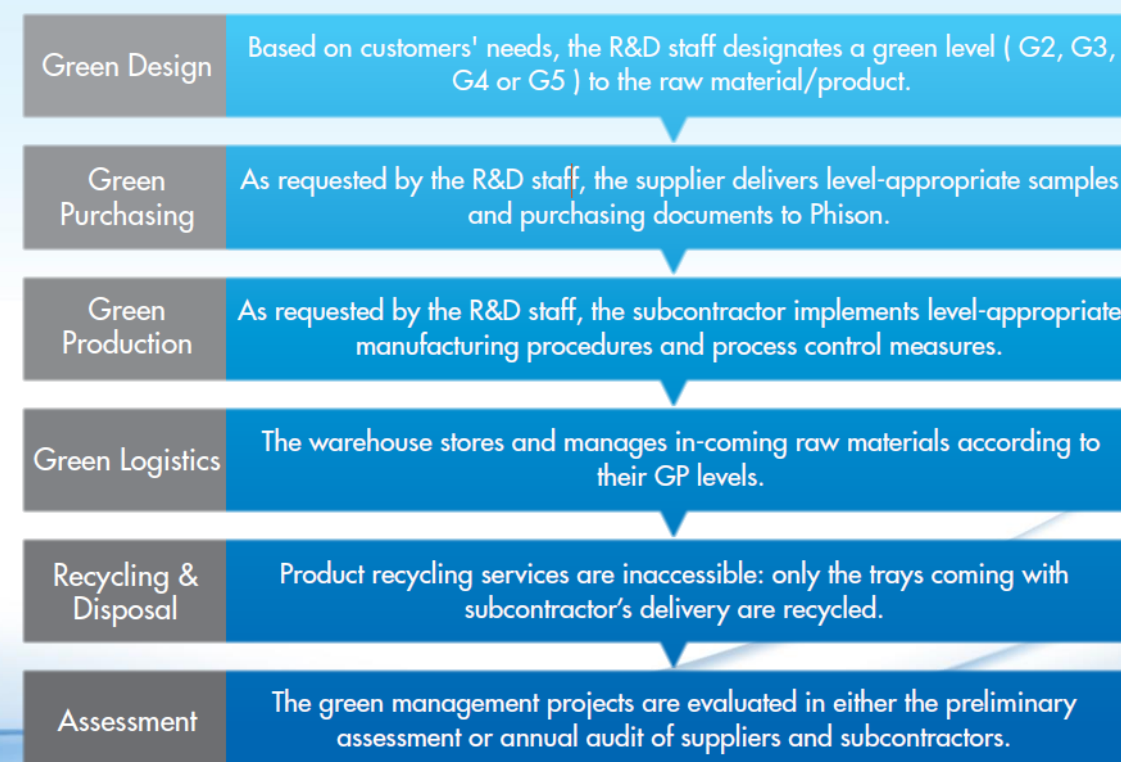 Green Design
Based on customers' needs, the R&D staff designates a green level ( G2, G3,
G4 or G5 ) to the raw material/product.
Green
Purchasing
As requested by the R&D staff, the supplier delivers level-appropriate samples
and purchasing documents to Phison.
Green
Production
As requested by the R&D staff, the subcontractor implements level-appropriate
manufacturing procedures and process control measures.
Green Logistics
The warehouse stores and manages in-coming raw materials according to
their GP levels.
Recycling &
Disposal
Product recycling services are inaccessible: only the trays coming with
subcontractor’s delivery are recycled.
Assessment
The green management projects are evaluated in either the preliminary
assessment or annual audit of suppliers and subcontractors.